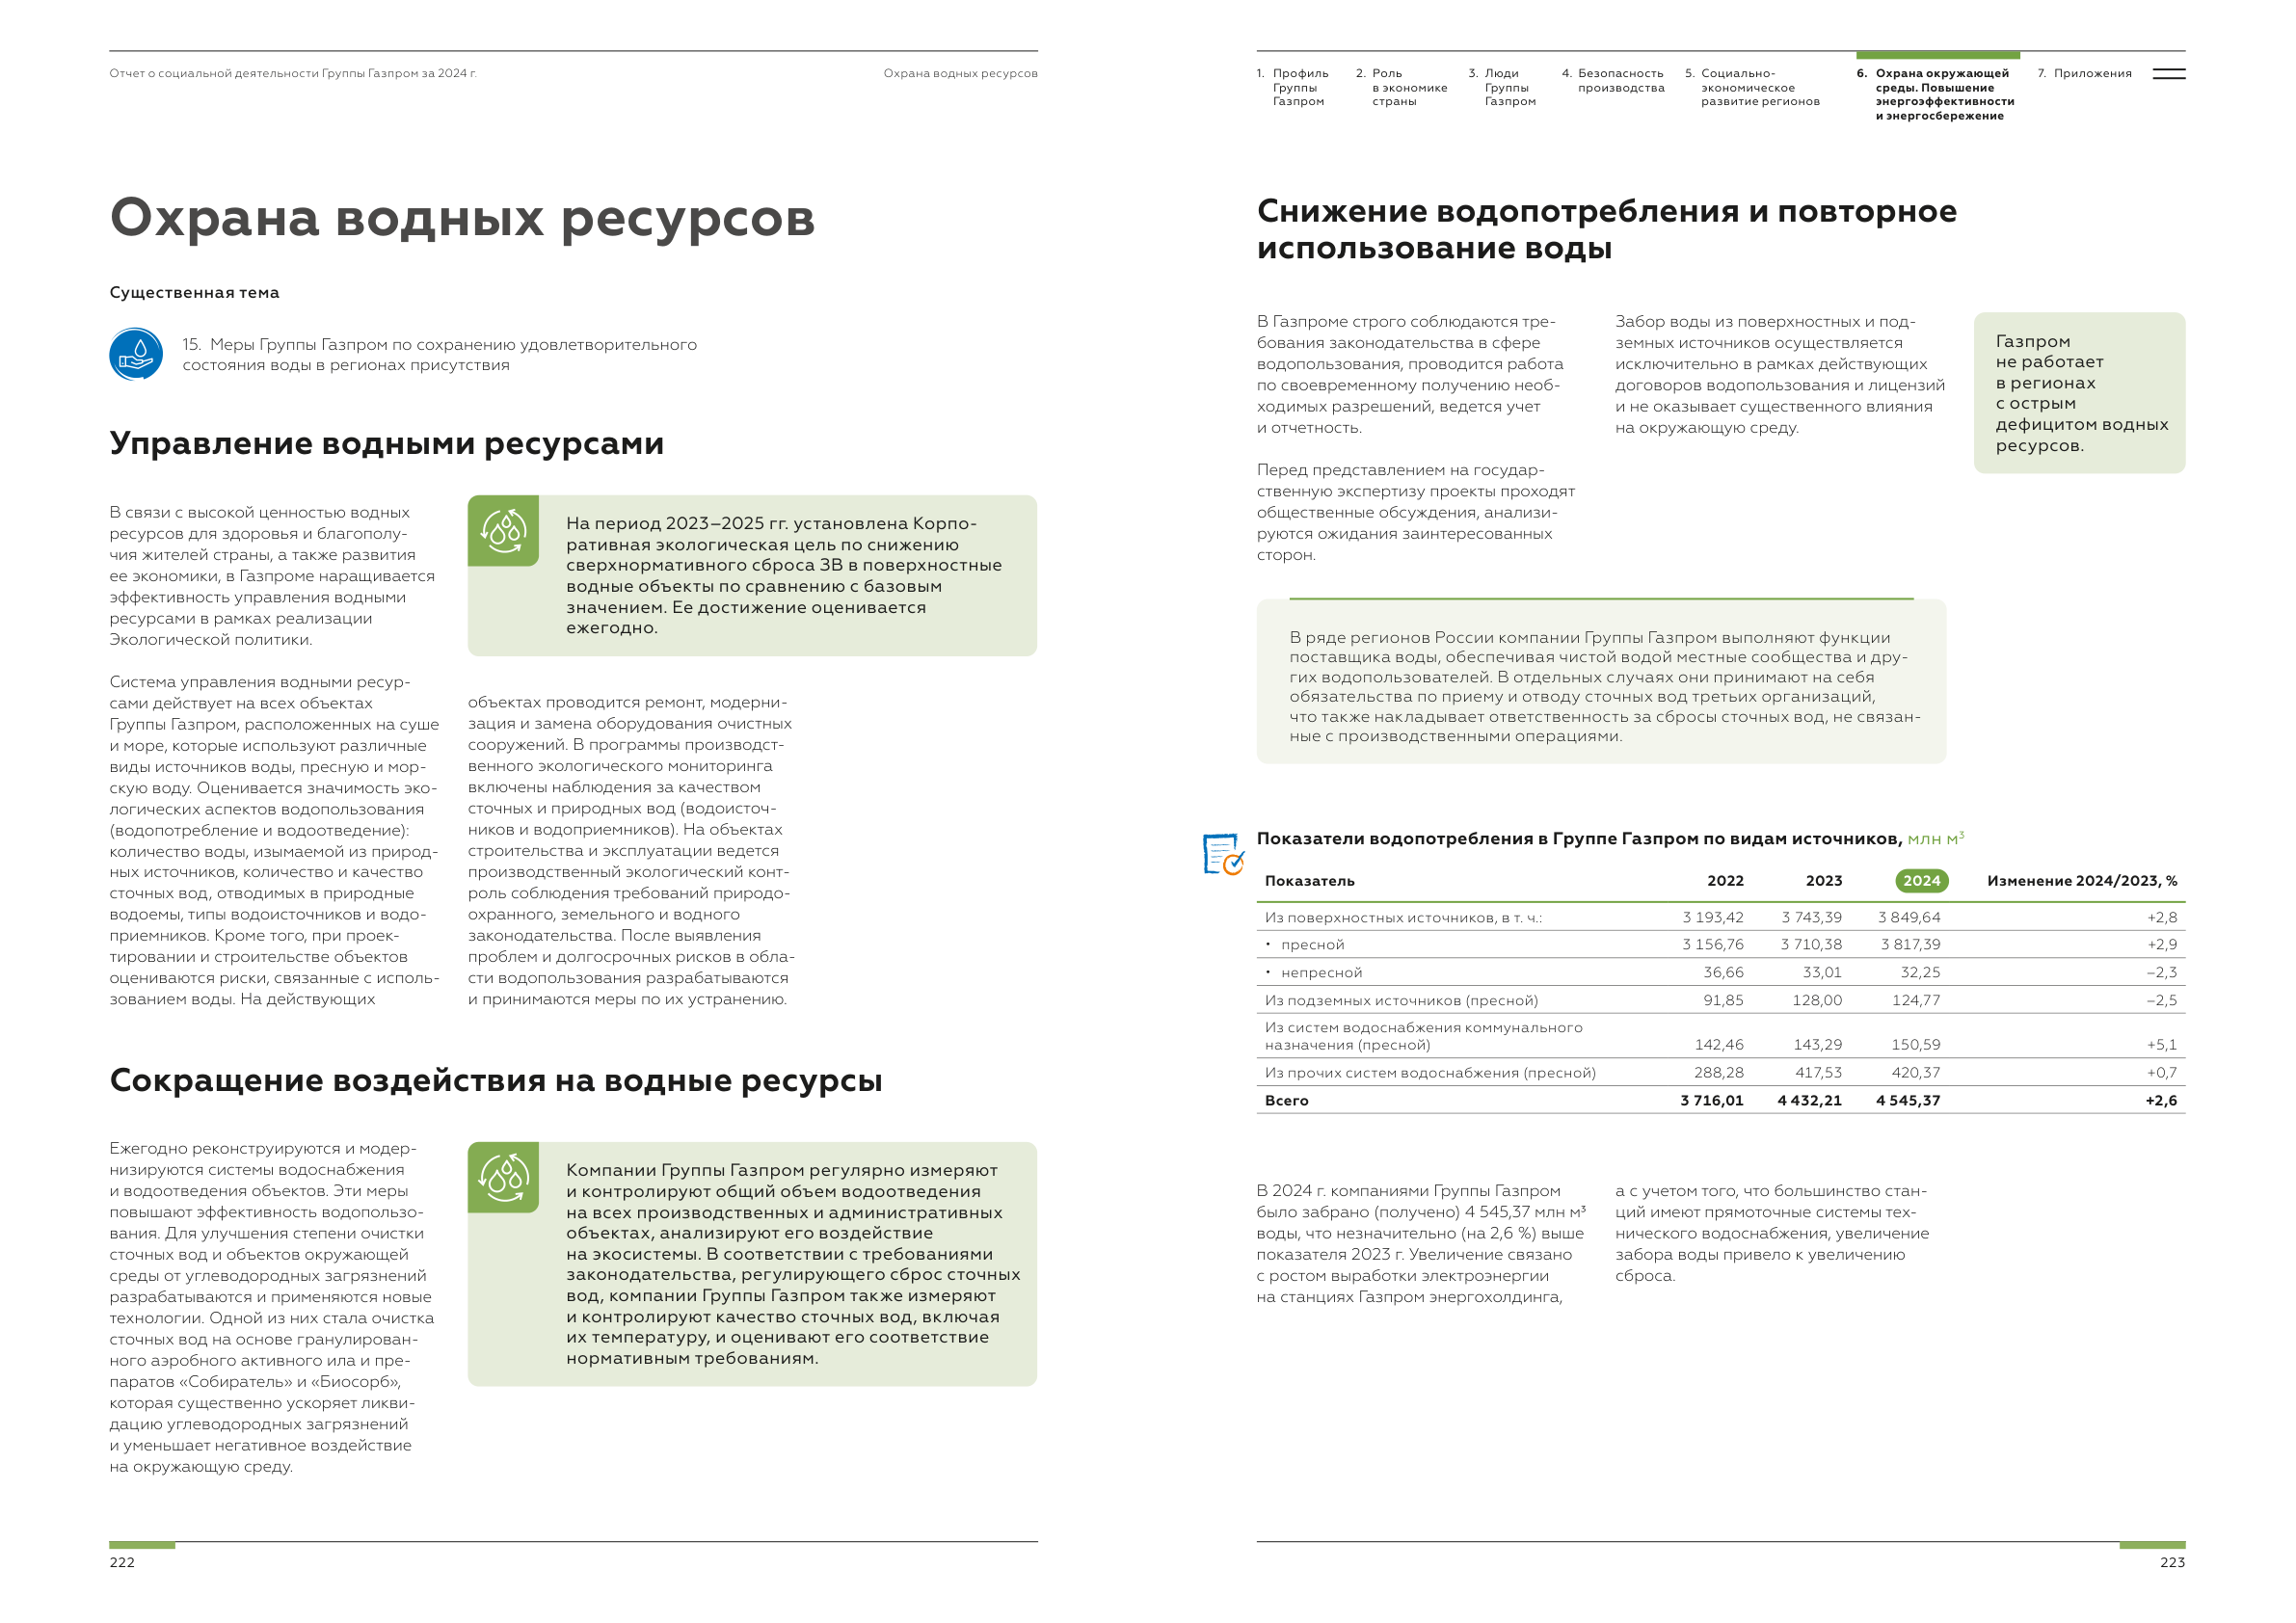 Отчет о социальной деятельности Группы Газпром за 2024 г.
Охрана водных ресурсов
Охрана водных ресурсов
Существенная тема
15. Меры Группы Газпром по сохранению удовлетворительного
состояния воды в регионах присутствия
Управление водными ресурсами
В связи с высокой ценностью водных
ресурсов для здоровья и благополу-
чия жителей страны, а также развития
ее экономики, в Газпроме наращивается
эффективность управления водными
ресурсами в рамках реализации
Экологической политики.
Система управления водными ресур-
сами действует на всех объектах
Группы Газпром, расположенных на суше
и море, которые используют различные
виды источников воды, пресную и мор-
скую воду. Оценивается значимость эко-
логических аспектов водопользования
(водопотребление и водоотведение):
количество воды, изымаемой из природ-
ных источников, количество и качество
сточных вод, отводимых в природные
водоемы, типы водоисточников и водо-
приемников. Кроме того, при проек-
тировании и строительстве объектов
оцениваются риски, связанные с исполь-
зованием воды. На действующих
На период 2023–2025 гг. установлена Корпо-
ративная экологическая цель по снижению
сверхнормативного сброса ЗВ в поверхностные
водные объекты по сравнению с базовым
значением. Ее достижение оценивается
ежегодно.
объектах проводится ремонт, модерни-
зация и замена оборудования очистных
сооружений. В программы производст-
венного экологического мониторинга
включены наблюдения за качеством
сточных и природных вод (водоисточ-
ников и водоприемников). На объектах
строительства и эксплуатации ведется
производственный экологический конт-
роль соблюдения требований природо-
охранного, земельного и водного
законодательства. После выявления
проблем и долгосрочных рисков в обла-
сти водопользования разрабатываются
и принимаются меры по их устранению.
Сокращение воздействия на водные ресурсы
Ежегодно реконструируются и модер-
низируются системы водоснабжения
и водоотведения объектов. Эти меры
повышают эффективность водопользо-
вания. Для улучшения степени очистки
сточных вод и объектов окружающей
среды от углеводородных загрязнений
разрабатываются и применяются новые
технологии. Одной из них стала очистка
сточных вод на основе гранулирован-
ного аэробного активного ила и пре-
паратов «Собиратель» и «Биосорб»,
которая существенно ускоряет ликви-
дацию углеводородных загрязнений
и уменьшает негативное воздействие
на окружающую среду.
Компании Группы Газпром регулярно измеряют
и контролируют общий объем водоотведения
на всех производственных и административных
объектах, анализируют его воздействие
на экосистемы. В соответствии с требованиями
законодательства, регулирующего сброс сточных
вод, компании Группы Газпром также измеряют
и контролируют качество сточных вод, включая
их температуру, и оценивают его соответствие
нормативным требованиям.
222
1. Профиль
Группы
Газпром
2. Роль
в экономике
страны
3. Люди
Группы
Газпром
4. Безопасность
производства
5. Социально-
экономическое
развитие регионов
6. Охрана окружающей
среды. Повышение
энергоэффективности
и энергосбережение
7. Приложения
Снижение водопотребления и повторное
использование воды
В Газпроме строго соблюдаются тре-
бования законодательства в сфере
водопользования, проводится работа
по своевременному получению необ-
ходимых разрешений, ведется учет
и отчетность.
Перед представлением на государ-
ственную экспертизу проекты проходят
общественные обсуждения, анализи-
руются ожидания заинтересованных
сторон.
Забор воды из поверхностных и под-
земных источников осуществляется
исключительно в рамках действующих
договоров водопользования и лицензий
и не оказывает существенного влияния
на окружающую среду.
Газпром
не работает
в регионах
с острым
дефицитом водных
ресурсов.
В ряде регионов России компании Группы Газпром выполняют функции
поставщика воды, обеспечивая чистой водой местные сообщества и дру-
гих водопользователей. В отдельных случаях они принимают на себя
обязательства по приему и отводу сточных вод третьих организаций,
что также накладывает ответственность за сбросы сточных вод, не связан-
ные с производственными операциями.
Показатели водопотребления в Группе Газпром по видам источников, млн м³
Показатель 2022 2023 2024 Изменение 2024/2023, %
Из поверхностных источников, в т. ч.: 3 193,42 3 743,39 3 849,64 +2,8
• пресной 3 156,76 3 710,38 3 817,39 +2,9
• непресной 36,66 33,01 32,25 –2,3
Из подземных источников (пресной) 91,85 128,00 124,77 –2,5
Из систем водоснабжения коммунального
назначения (пресной) 142,46 143,29 150,59 +5,1
Из прочих систем водоснабжения (пресной) 288,28 417,53 420,37 +0,7
Всего 3 716,01 4 432,21 4 545,37 +2,6
В 2024 г. компаниями Группы Газпром
было забрано (получено) 4 545,37 млн м³
воды, что незначительно (на 2,6 %) выше
показателя 2023 г. Увеличение связано
с ростом выработки электроэнергии
на станциях Газпром энергохолдинга,
а с учетом того, что большинство стан-
ций имеют прямоточные системы тех-
нического водоснабжения, увеличение
забора воды привело к увеличению
сброса.
223